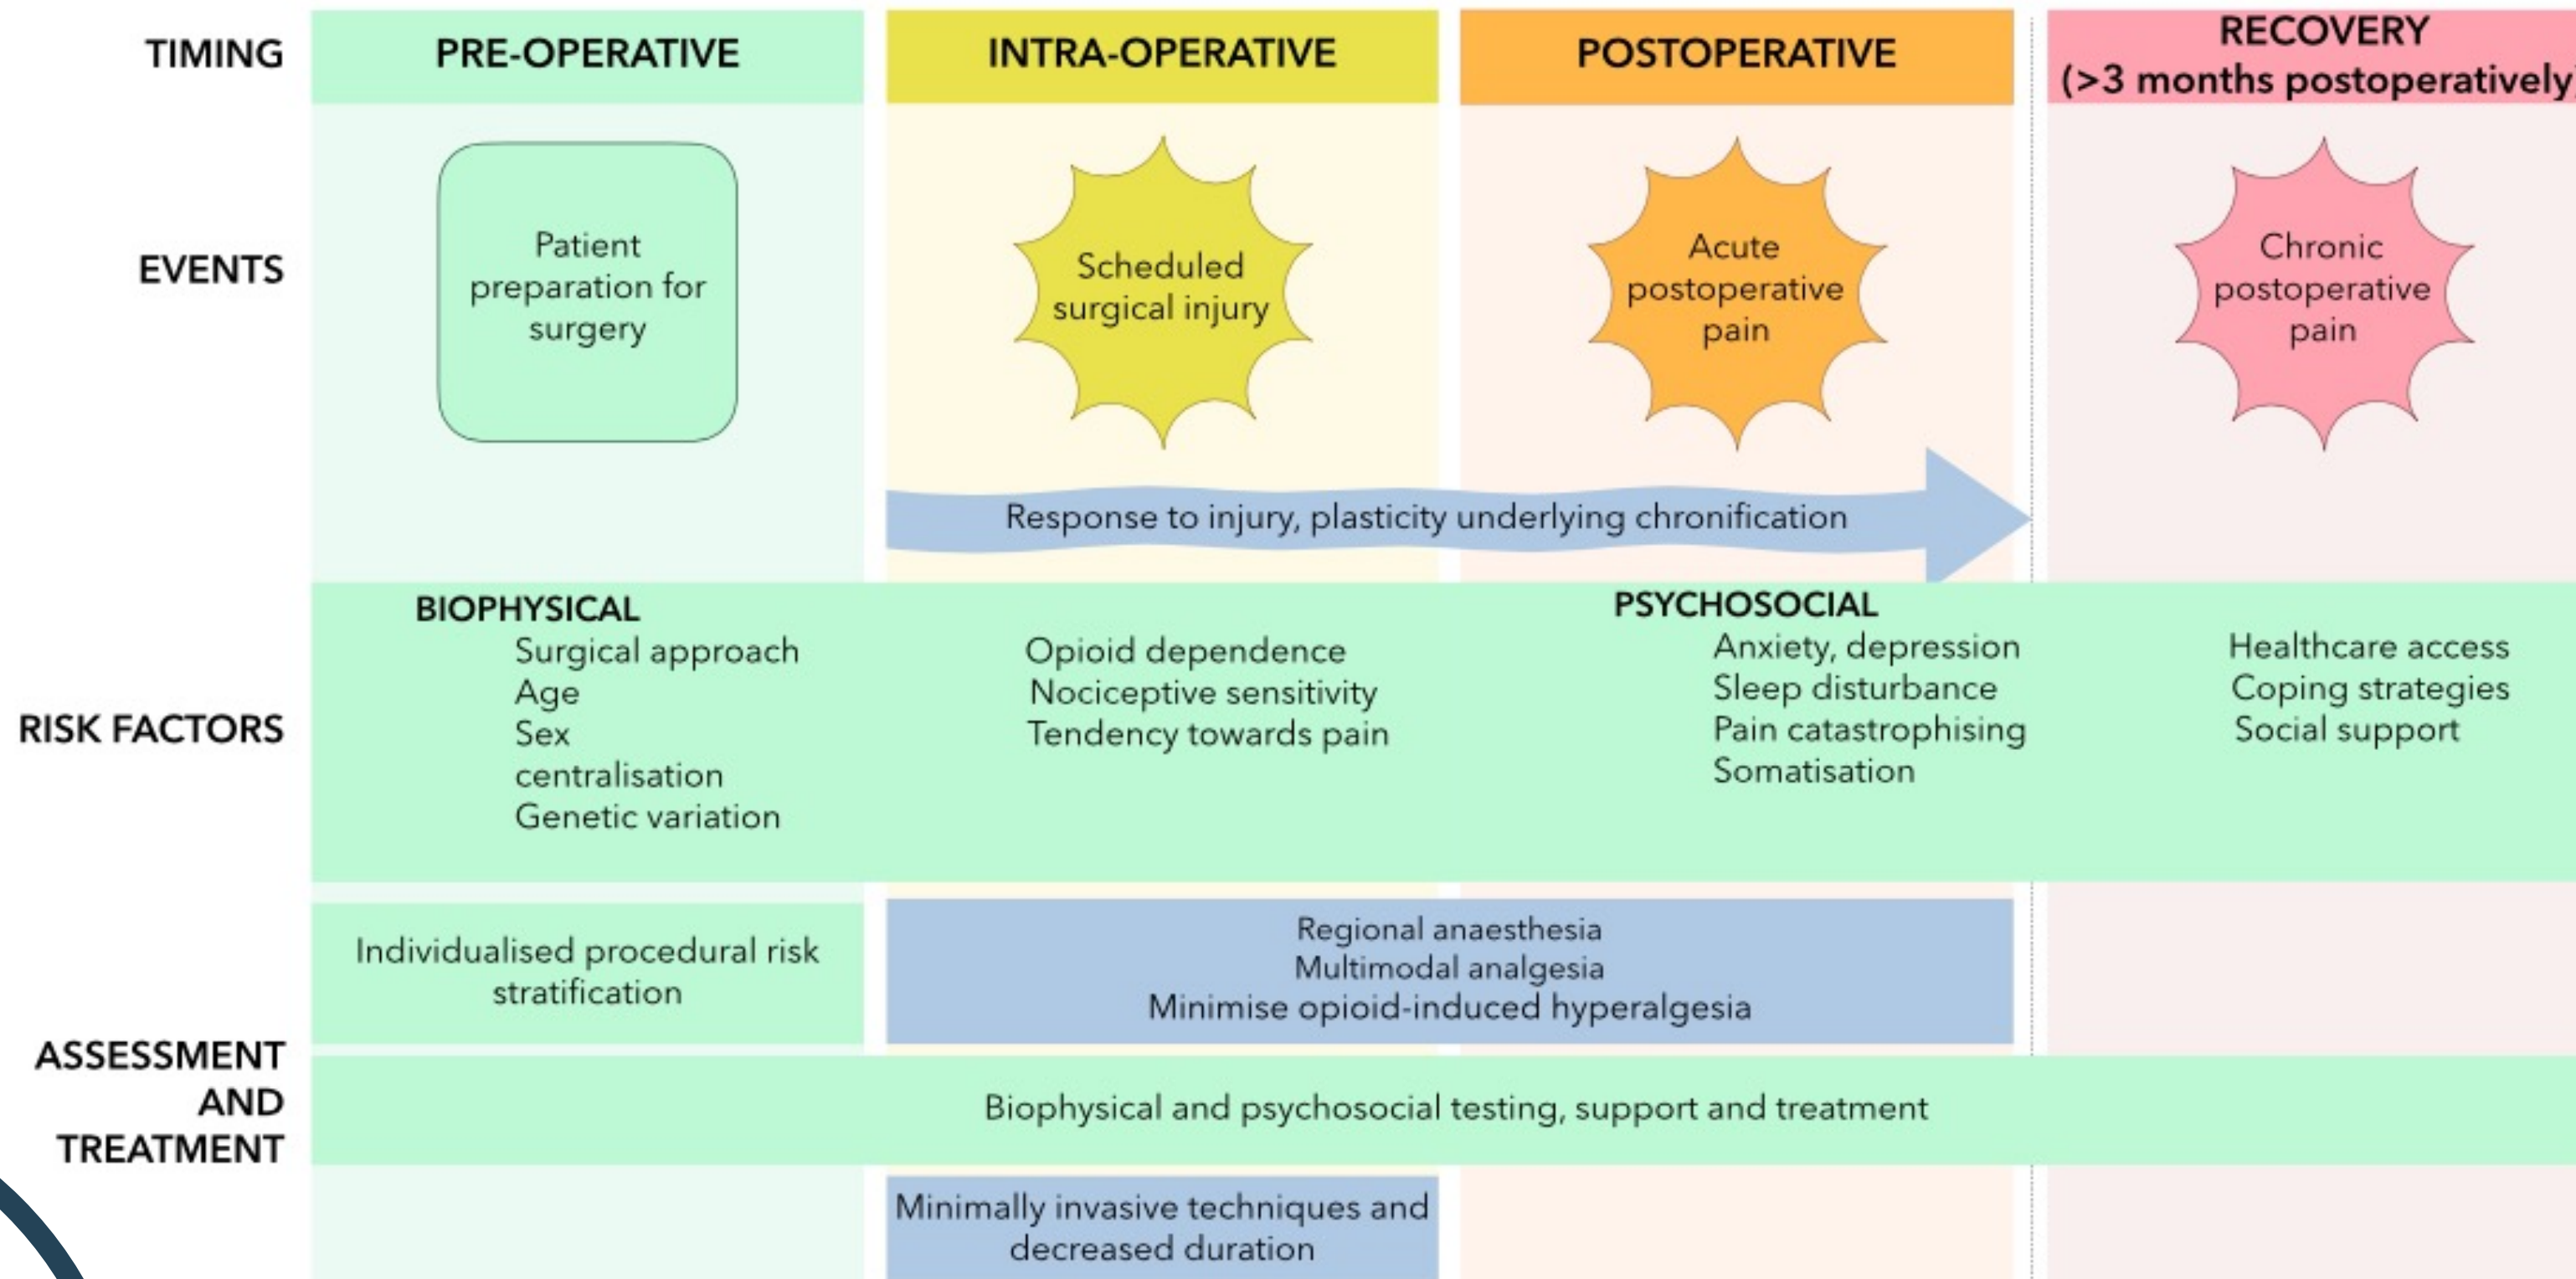 TIMING
PRE-OPERATIVE
INTRA-OPERATIVE
POSTOPERATIVE
RECOVERY
(>3 months postoperatively)
EVENTS
Patient
preparation for
surgery
Scheduled
surgical injury
Acute
postoperative
pain
Chronic
postoperative
pain
Response to injury, plasticity underlying chronification
RISK FACTORS
BIOPHYSICAL
Surgical approach
Age
Sex
centralisation
Genetic variation
Opioid dependence
Nociceptive sensitivity
Tendency towards pain
PSYCHOSOCIAL
Anxiety, depression
Sleep disturbance
Pain catastrophising
Somatisation
Healthcare access
Coping strategies
Social support
ASSESSMENT
AND
TREATMENT
Individualised procedural risk
stratification
Regional anaesthesia
Multimodal analgesia
Minimise opioid-induced hyperalgesia
Biophysical and psychosocial testing, support and treatment
Minimally invasive techniques and
decreased duration